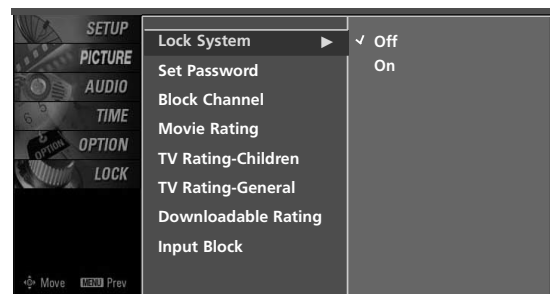 SETUP
PICTURE
AUDIO
TIME
OPTION
LOCK
Move MENU Prev
Lock System ▶
Set Password
Block Channel
Movie Rating
TV Rating-Children
TV Rating-General
Downloadable Rating
Input Block
✓ Off
On